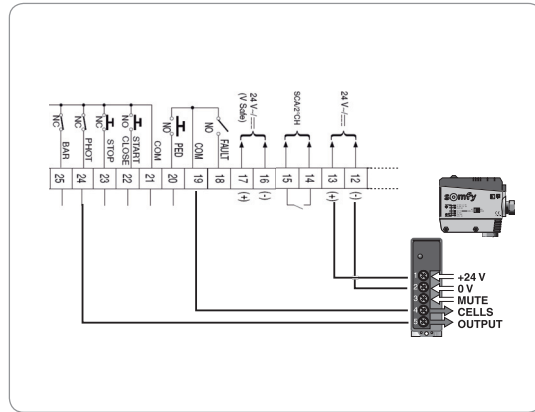 NC BAR
NC PHOT
NC STOP
NO START
CLOSE
COM
NO PED
COM
NO FAULT
24 V ~/⎓
(V Safe)
SCA/2°CH
24 V ~/⎓
25 24 23 22 21 20 19 18 17 16 15 14 13 12
(+) (-) (+) (-)
somfy
1 +24 V
2 0 V
3 MUTE
4 CELLS
5 OUTPUT